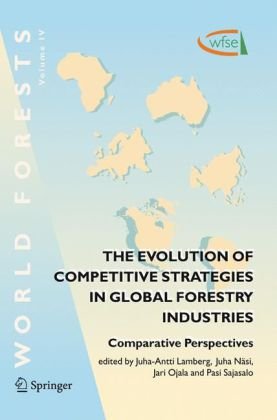 WORLD FORESTS
Volume IV
wfse
THE EVOLUTION OF
COMPETITIVE STRATEGIES
IN GLOBAL FORESTRY
INDUSTRIES
Comparative Perspectives
edited by Juha-Antti Lamberg, Juha Näsi,
Jari Ojala and Pasi Sajasalo
Springer